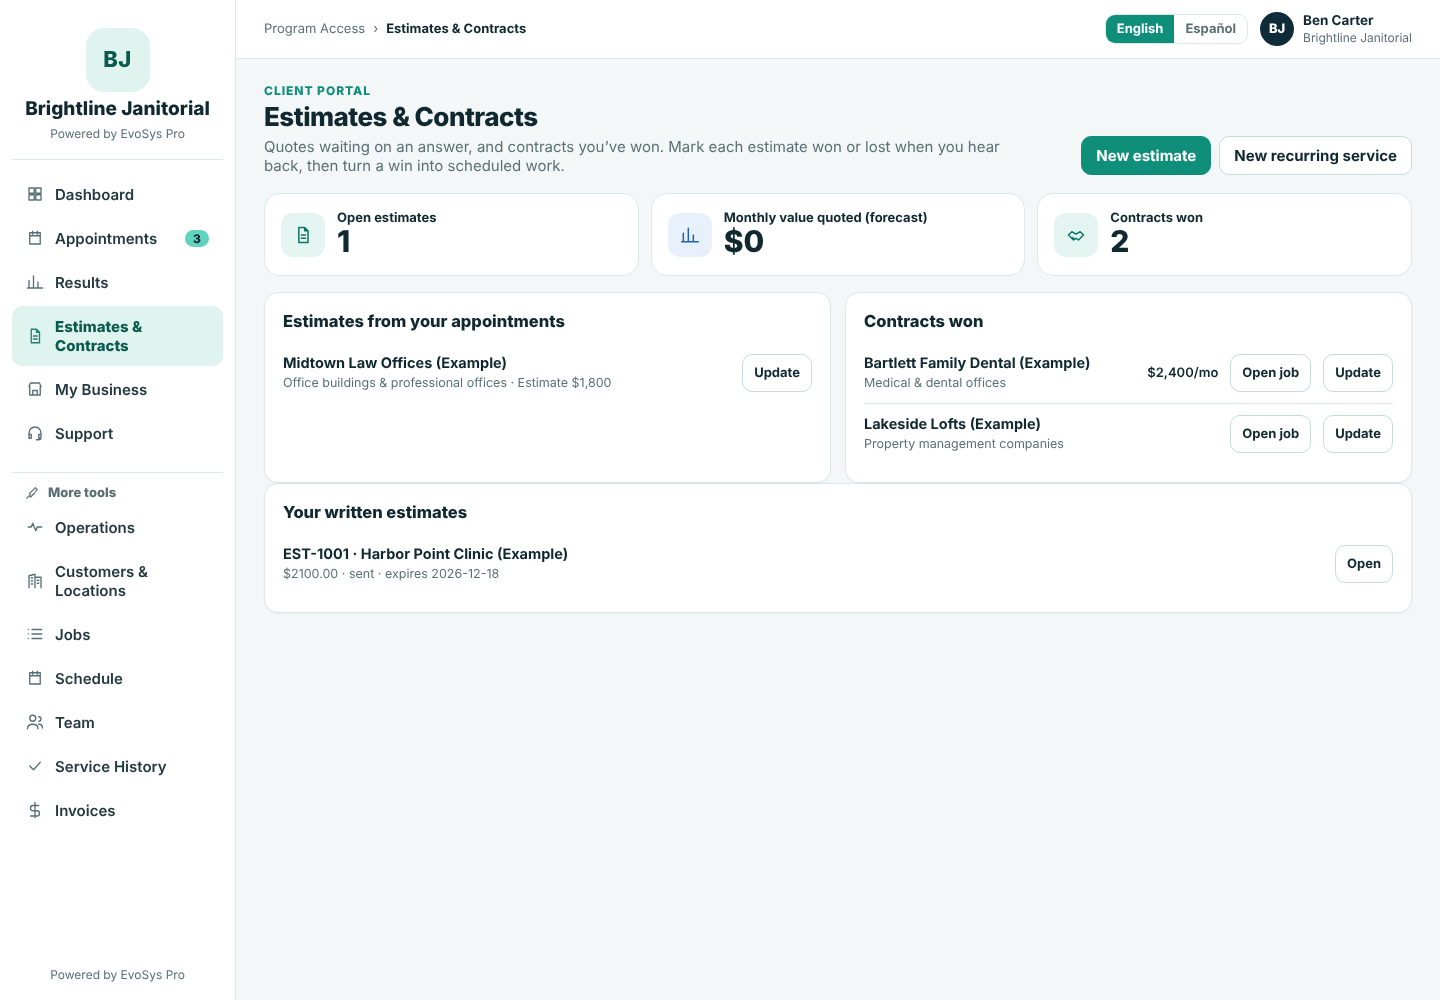 BJ
Brightline Janitorial
Powered by EvoSys Pro
Dashboard
Appointments 3
Results
Estimates &
Contracts
My Business
Support
More tools
Operations
Customers &
Locations
Jobs
Schedule
Team
Service History
Invoices
Powered by EvoSys Pro
Program Access › Estimates & Contracts
English Español
BJ
Ben Carter
Brightline Janitorial
CLIENT PORTAL
Estimates & Contracts
Quotes waiting on an answer, and contracts you’ve won. Mark each estimate won or lost when you hear
back, then turn a win into scheduled work.
New estimate
New recurring service
Open estimates
1
Monthly value quoted (forecast)
$0
Contracts won
2
Estimates from your appointments
Midtown Law Offices (Example)
Office buildings & professional offices · Estimate $1,800
Update
Contracts won
Bartlett Family Dental (Example)
Medical & dental offices
$2,400/mo
Open job
Update
Lakeside Lofts (Example)
Property management companies
Open job
Update
Your written estimates
EST-1001 · Harbor Point Clinic (Example)
$2100.00 · sent · expires 2026-12-18
Open